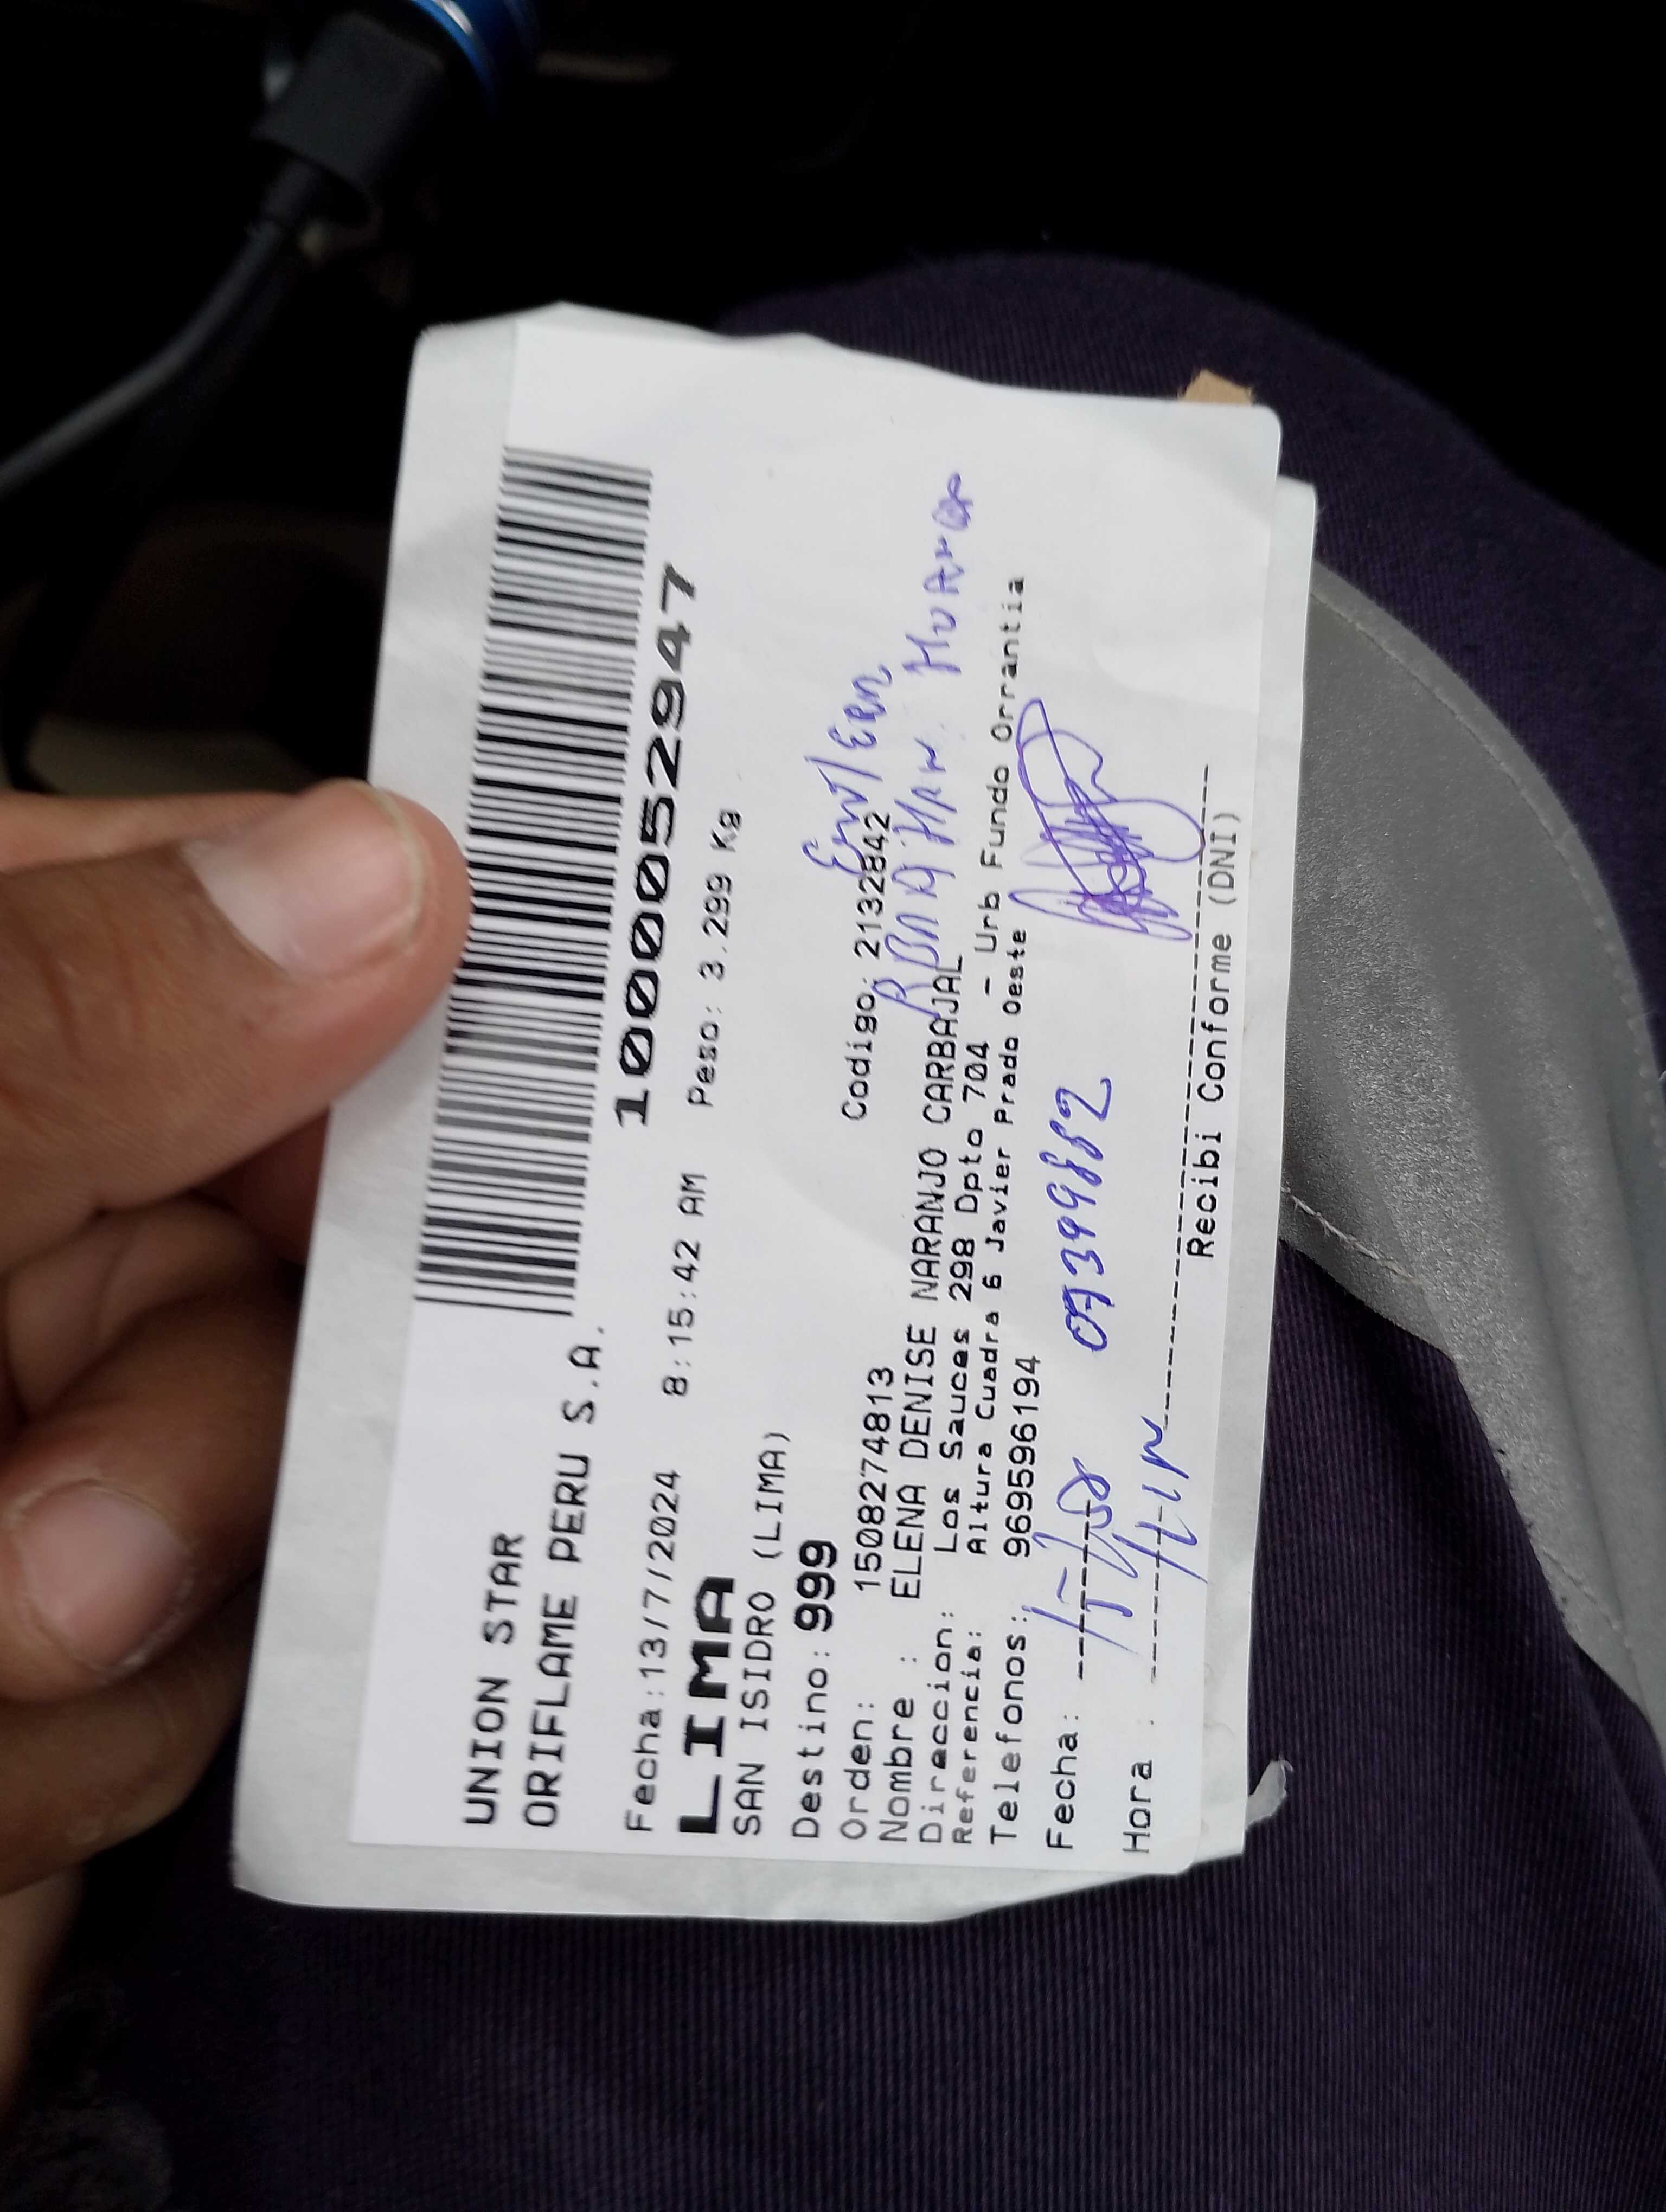 UNION STAR
ORIFLAME PERU S.A.
1000052947
Fecha:13/7/2024 8:15:42 AM Peso: 3.299 Kg
LIMA
SAN ISIDRO (LIMA)
Destino: 999
Orden: 1508274813 Codigo: 21328842
Nombre : ELENA DENISE NARANJO CARBAJAL
Direccion: Los Sauces 298 Dpto 704 - Urb Fundo Orrantia
Referencia: Altura Cuadra 6 Javier Prado Oeste
Telefonos: 969596194
Fecha:
Hora :
Recibi Conforme (DNI)